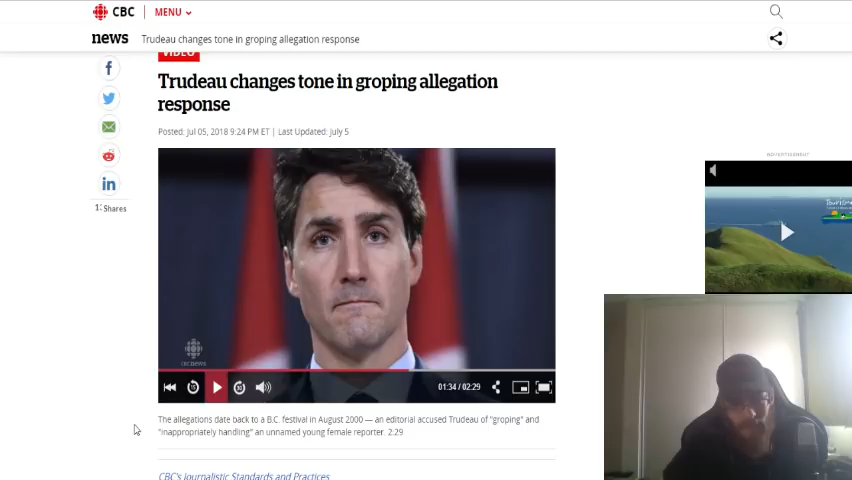 CBC
MENU
news
Trudeau changes tone in groping allegation response
VIDEO
Trudeau changes tone in groping allegation
response
Posted: Jul 05, 2018 9:24 PM ET | Last Updated: July 5
Shares
ADVERTISEMENT
cbcnews
01:34 / 02:29
The allegations date back to a B.C. festival in August 2000 — an editorial accused Trudeau of "groping" and
"inappropriately handling" an unnamed young female reporter. 2:29
CBC's Journalistic Standards and Practices